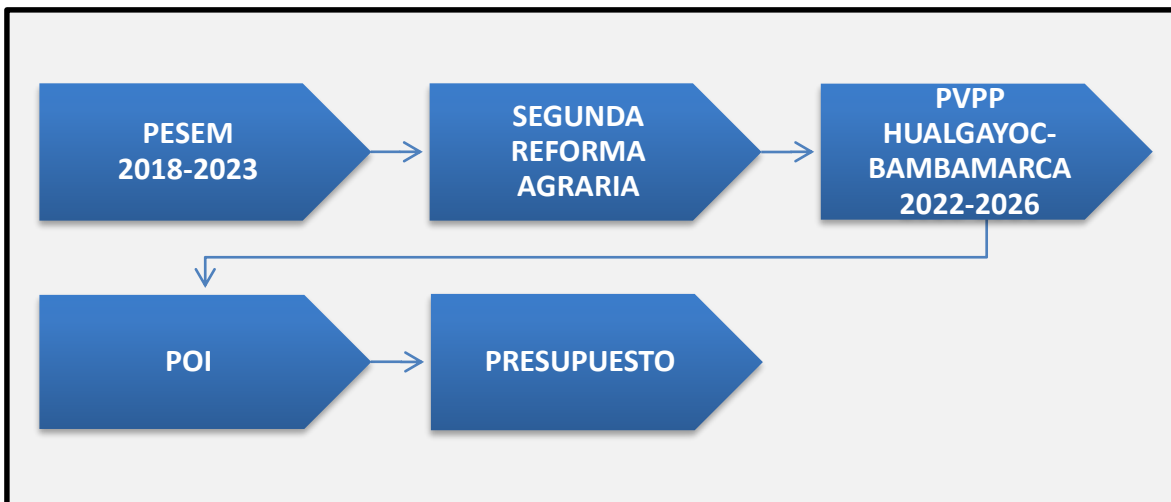 PESEM
2018-2023
SEGUNDA
REFORMA
AGRARIA
PVPP
HUALGAYOC-
BAMBAMARCA
2022-2026
POI
PRESUPUESTO